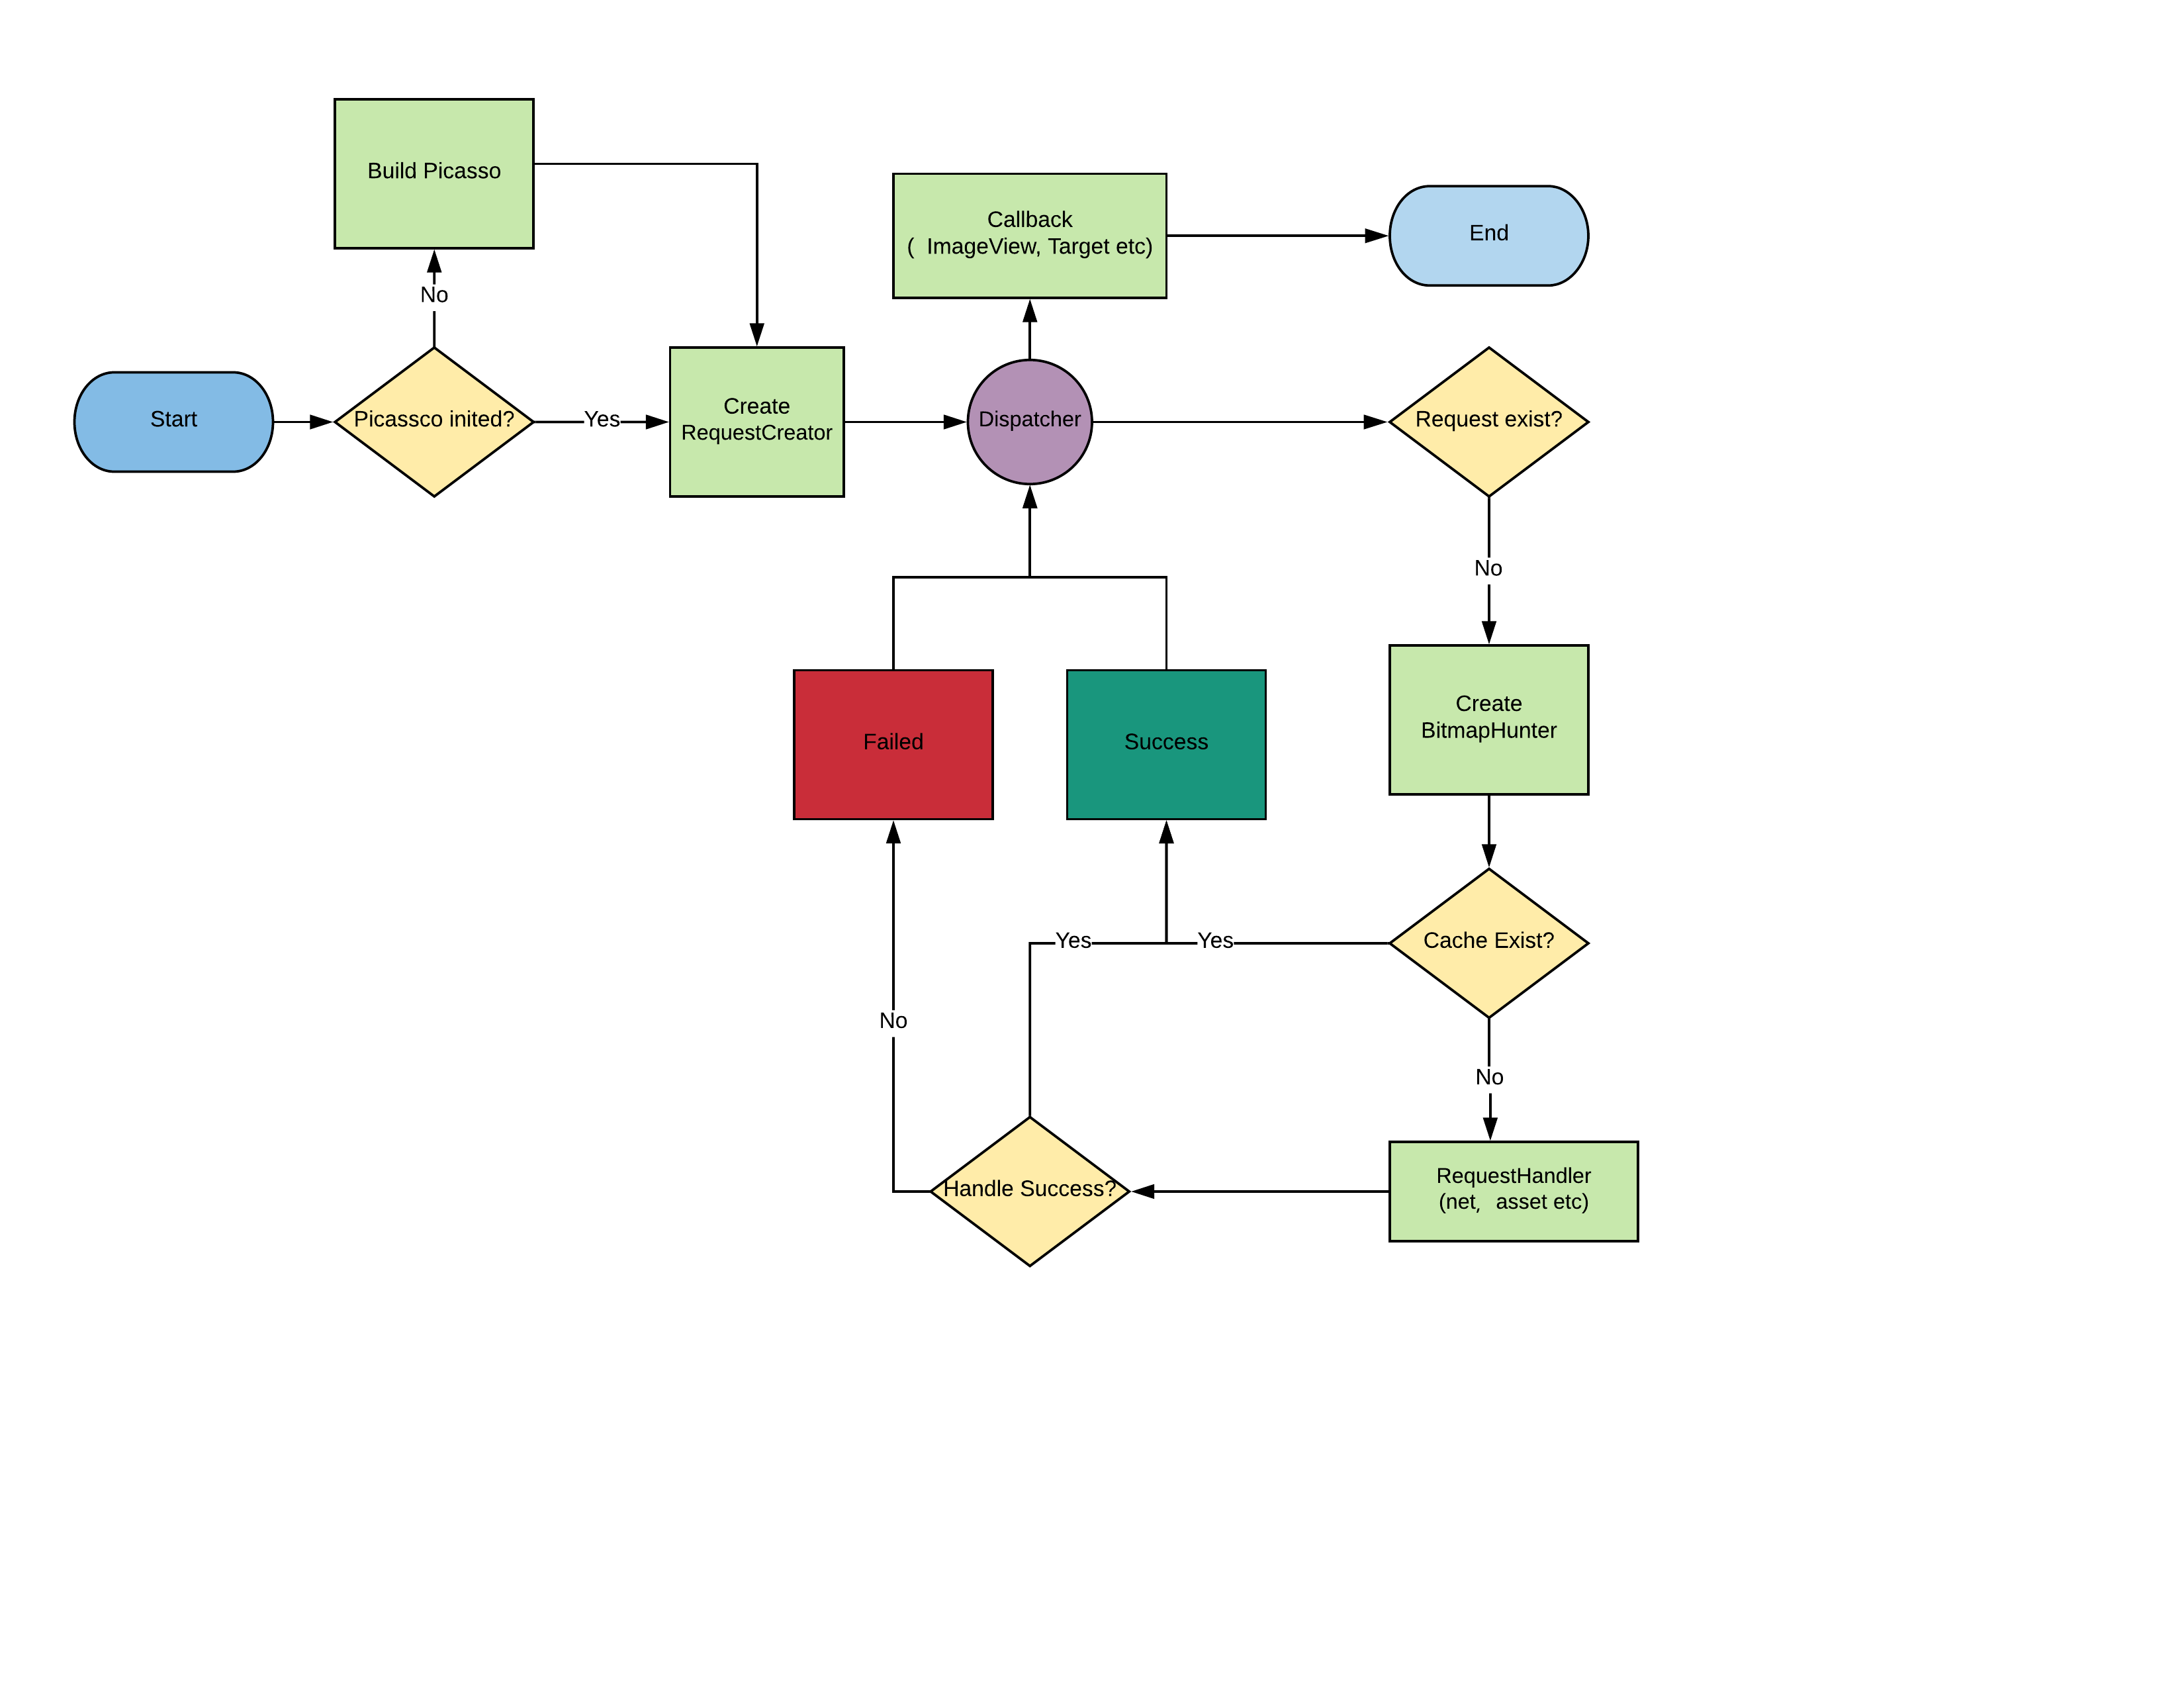 Build Picasso
Callback
( ImageView, Target etc)
End
No
Start
Picassco inited?
Yes
Create
RequestCreator
Dispatcher
Request exist?
No
Create
BitmapHunter
Failed
Success
Yes
Yes
Cache Exist?
No
No
Handle Success?
RequestHandler
(net， asset etc)